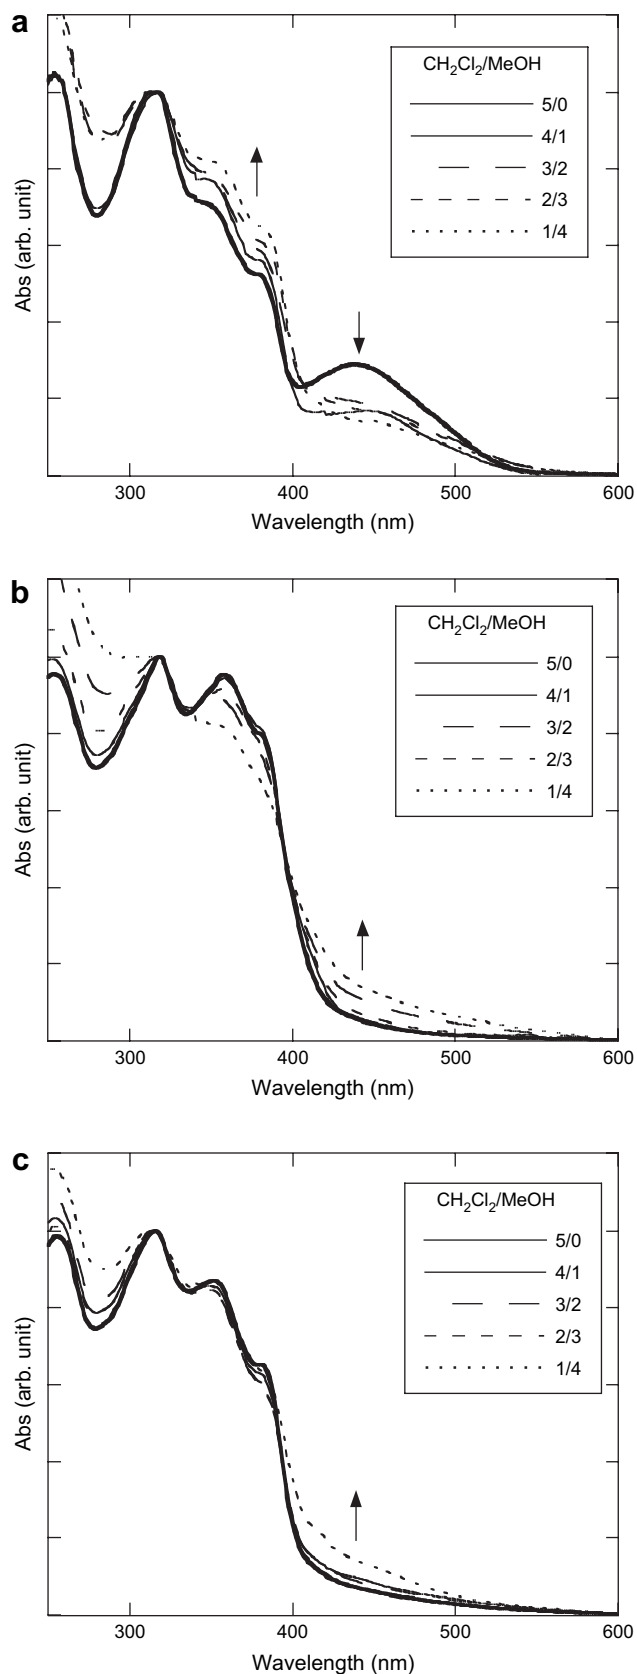 a
CH₂Cl₂/MeOH
5/0
4/1
3/2
2/3
1/4
Abs (arb. unit)
300 400 500 600
Wavelength (nm)
b
CH₂Cl₂/MeOH
5/0
4/1
3/2
2/3
1/4
Abs (arb. unit)
300 400 500 600
Wavelength (nm)
c
CH₂Cl₂/MeOH
5/0
4/1
3/2
2/3
1/4
Abs (arb. unit)
300 400 500 600
Wavelength (nm)